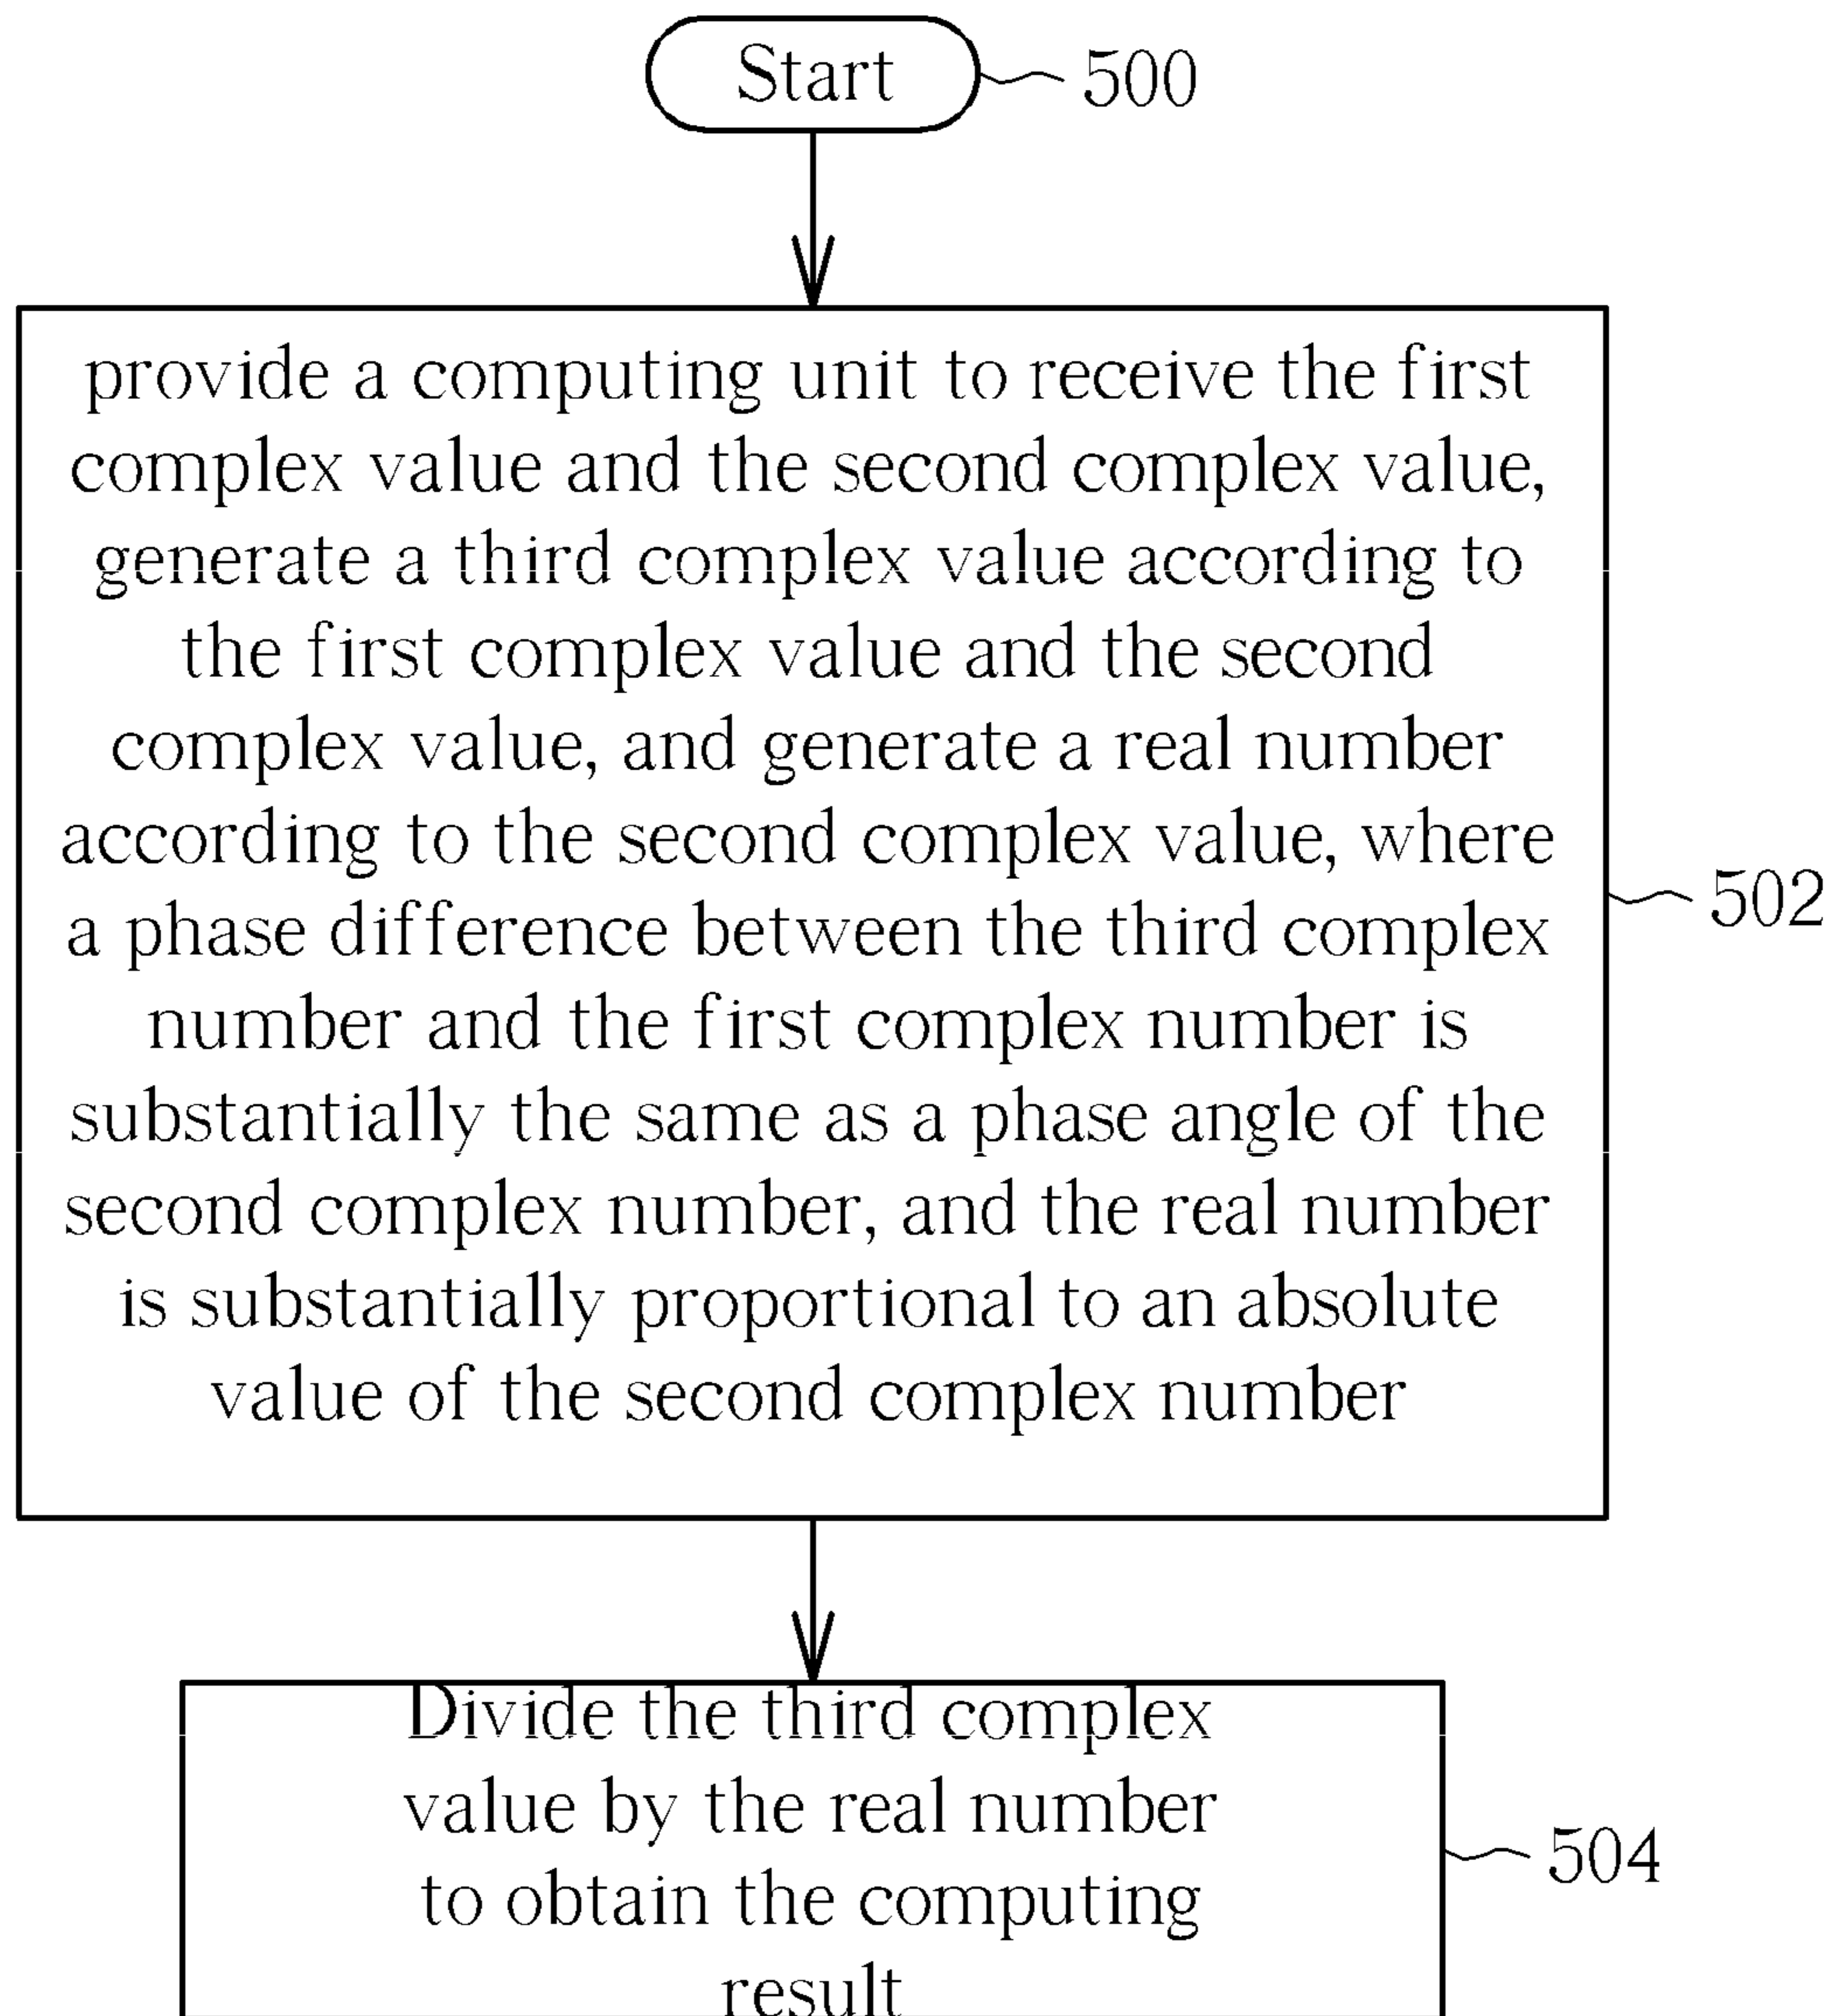 Start
500
provide a computing unit to receive the first
complex value and the second complex value,
generate a third complex value according to
the first complex value and the second
complex value, and generate a real number
according to the second complex value, where
a phase difference between the third complex
number and the first complex number is
substantially the same as a phase angle of the
second complex number, and the real number
is substantially proportional to an absolute
value of the second complex number
502
Divide the third complex
value by the real number
to obtain the computing
result
504